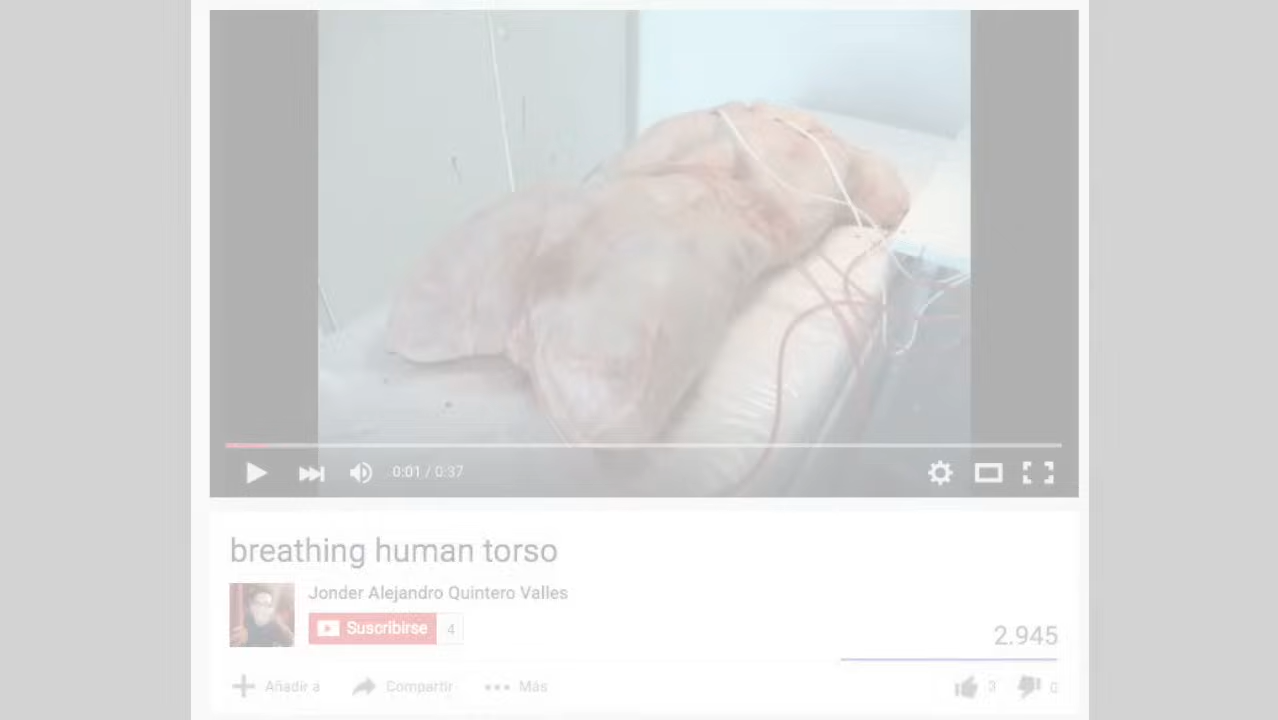 0:01 / 0:37
breathing human torso
Jonder Alejandro Quintero Valles
Suscribirse 4
2.945
Añadir a Compartir Más 3 0